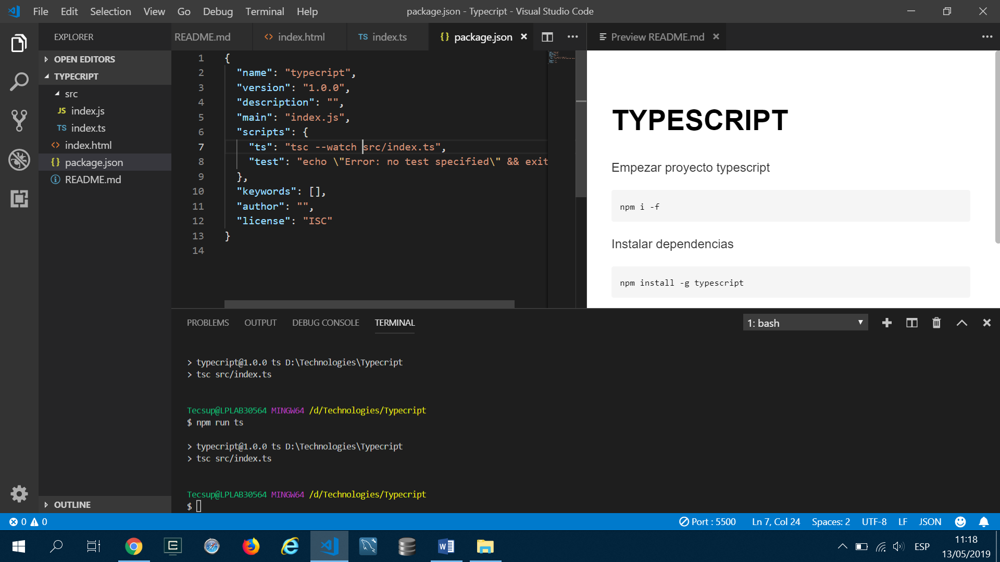 File Edit Selection View Go Debug Terminal Help
package.json - Typecript - Visual Studio Code
EXPLORER
OPEN EDITORS
TYPECRIPT
src
JS index.js
TS index.ts
<> index.html
{} package.json
README.md
OUTLINE
README.md
<> index.html
TS index.ts
{} package.json ×
Preview README.md ×
1 {
2 "name": "typecript",
3 "version": "1.0.0",
4 "description": "",
5 "main": "index.js",
6 "scripts": {
7 "ts": "tsc --watch src/index.ts",
8 "test": "echo \"Error: no test specified\" && exit
9 },
10 "keywords": [],
11 "author": "",
12 "license": "ISC"
13 }
14
TYPESCRIPT
Empezar proyecto typescript
npm i -f
Instalar dependencias
npm install -g typescript
PROBLEMS OUTPUT DEBUG CONSOLE TERMINAL
1: bash
> typecript@1.0.0 ts D:\Technologies\Typecript
> tsc src/index.ts
Tecsup@LPLAB30564 MINGW64 /d/Technologies/Typecript
$ npm run ts
> typecript@1.0.0 ts D:\Technologies\Typecript
> tsc src/index.ts
Tecsup@LPLAB30564 MINGW64 /d/Technologies/Typecript
$
0 0
Port : 5500 Ln 7, Col 24 Spaces: 2 UTF-8 LF JSON
ESP
11:18
13/05/2019